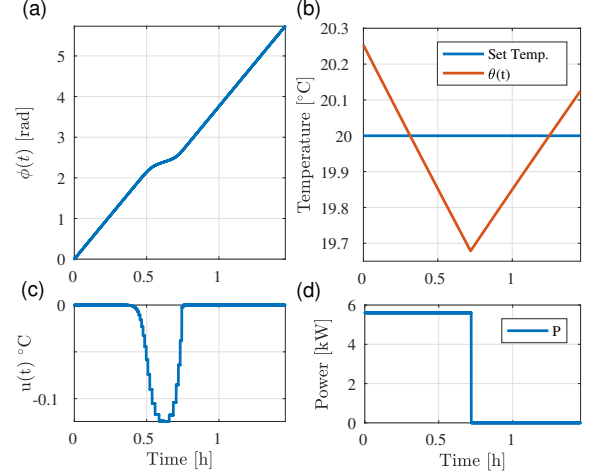 (a)
5
4
3
2
1
0
ϕ(t) [rad]
0
0.5
1
(b)
20.3
20.2
20.1
20
19.9
19.8
19.7
Temperature [°C]
Set Temp.
θ(t)
0
0.5
1
(c)
0
-0.1
u(t) °C
0
0.5
1
Time [h]
(d)
6
4
2
0
Power [kW]
P
0
0.5
1
Time [h]